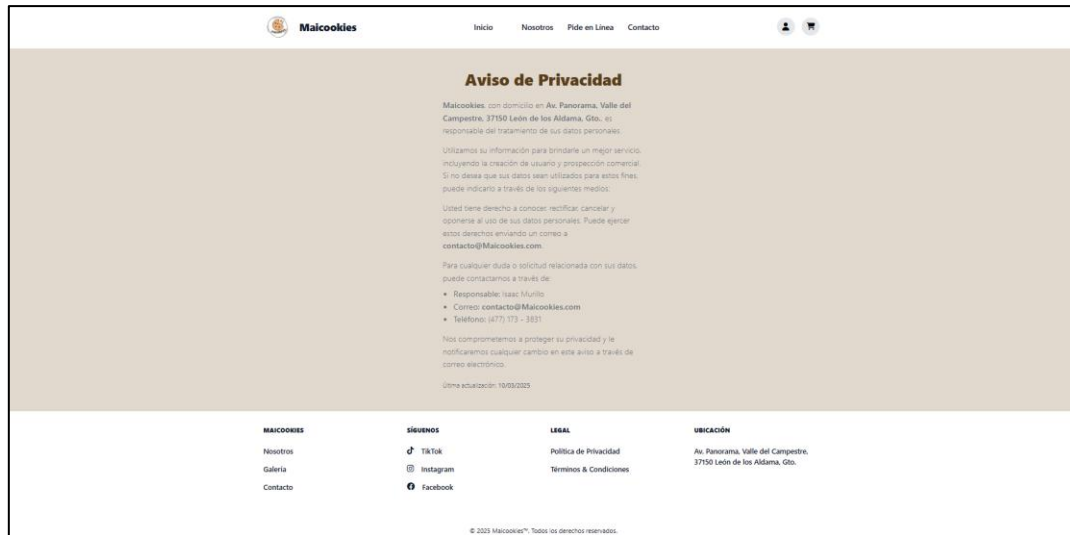 Maicookies
Inicio Nosotros Pide en Línea Contacto
Aviso de Privacidad
Maicookies, con domicilio en Av. Panorama, Valle del
Campestre, 37150 León de los Aldama, Gto., es
responsable del tratamiento de sus datos personales.
Utilizamos su información para brindarle un mejor servicio,
incluyendo la creación de usuario y prospección comercial.
Si no desea que sus datos sean utilizados para estos fines,
puede indicarlo a través de los siguientes medios:
Usted tiene derecho a conocer, rectificar, cancelar y
oponerse al uso de sus datos personales. Puede ejercer
estos derechos enviando un correo a
contacto@Maicookies.com
Para cualquier duda o solicitud relacionada con sus datos,
puede contactarnos a través de:
• Responsable: Isaac Murillo
• Correo: contacto@Maicookies.com
• Teléfono: (477) 173 – 3831
Nos comprometemos a proteger su privacidad y le
notificaremos cualquier cambio en este aviso a través de
correo electrónico.
Última actualización: 10/03/2025
MAICOOKIES
Nosotros
Galería
Contacto
SÍGUENOS
TikTok
Instagram
Facebook
LEGAL
Política de Privacidad
Términos & Condiciones
UBICACIÓN
Av. Panorama, Valle del Campestre,
37150 León de los Aldama, Gto.
© 2025 Maicookies™. Todos los derechos reservados.